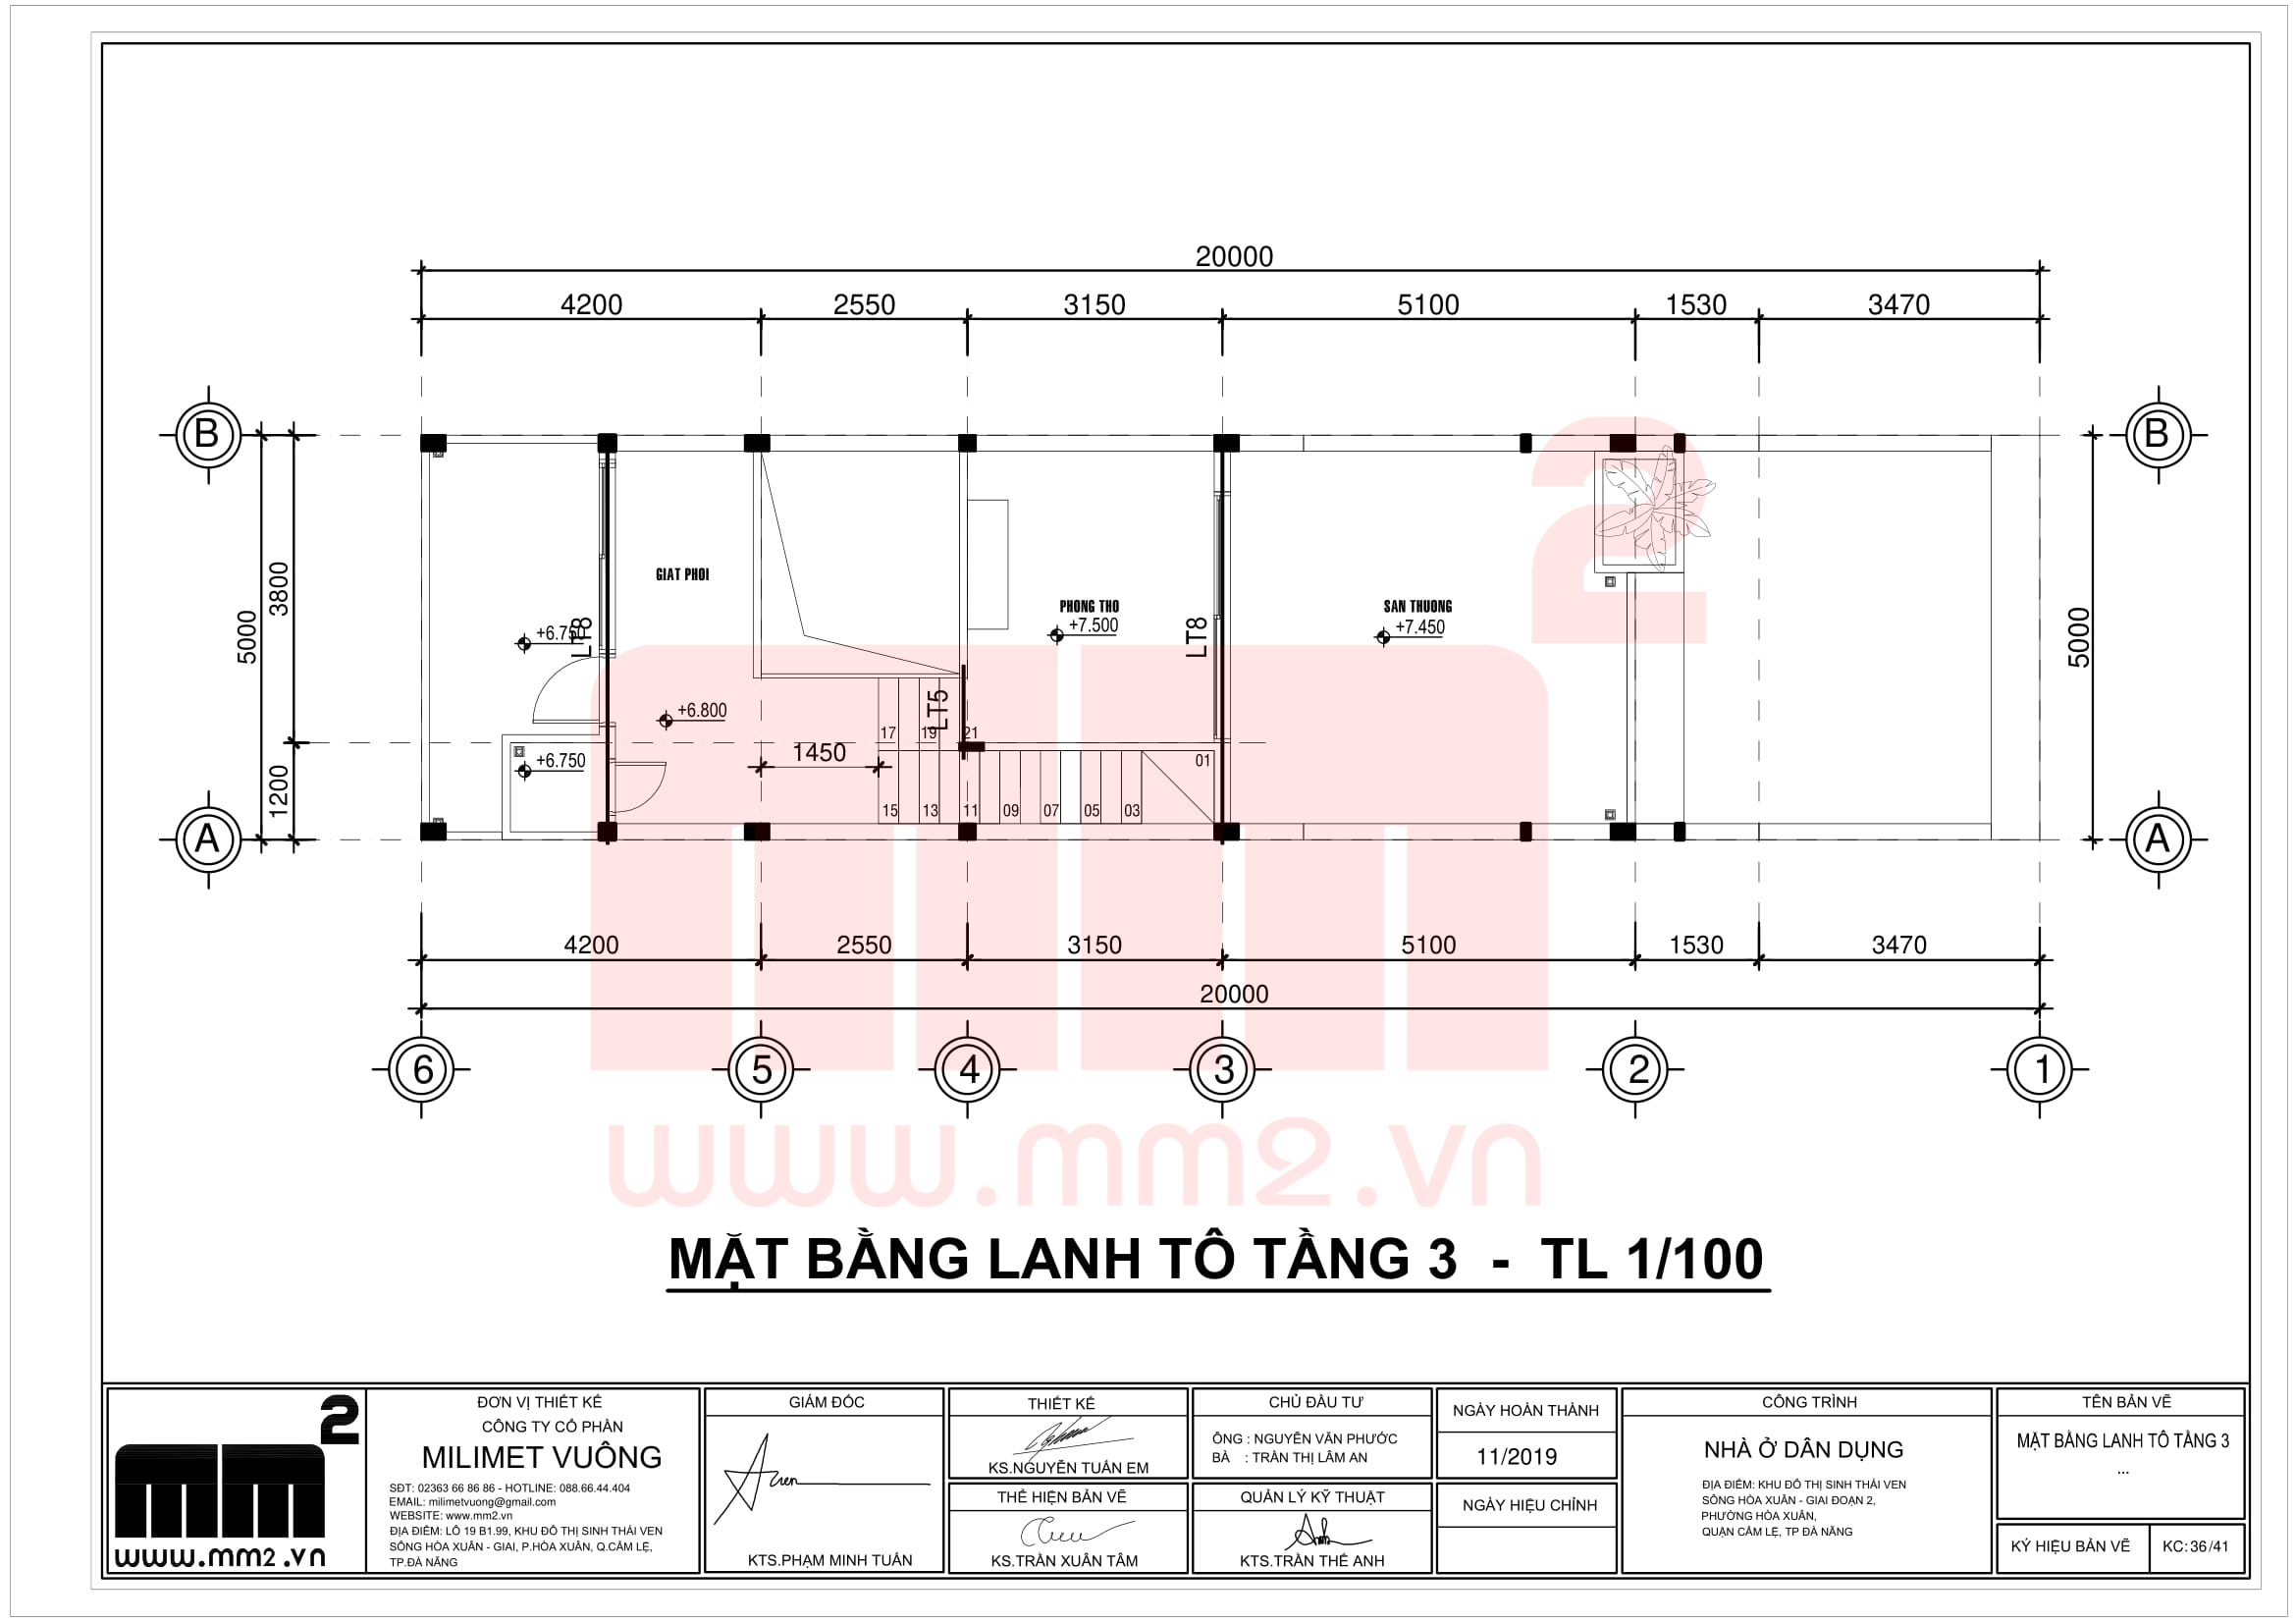 20000
4200 2550 3150 5100 1530 3470
B B
3800
5000
1200
5000
GIAT PHOI
LT8
+6.750
PHONG THO
+7.500
LT8
SAN THUONG
+7.450
+6.800
LT5
17 19 21
1450
+6.750
01
15 13 11 09 07 05 03
A A
4200 2550 3150 5100 1530 3470
20000
6 5 4 3 2 1
2
www.mm2.vn
MẶT BẰNG LANH TÔ TẦNG 3 - TL 1/100
mm2
www.mm2.vn
ĐƠN VỊ THIẾT KẾ
CÔNG TY CỔ PHẦN
MILIMET VUÔNG
SĐT: 02363 66 86 86 - HOTLINE: 088.66.44.404
EMAIL: milimetvuong@gmail.com
WEBSITE: www.mm2.vn
ĐỊA ĐIỂM: LÔ 19 B1.99, KHU ĐÔ THỊ SINH THÁI VEN
SÔNG HÒA XUÂN - GIAI, P.HÒA XUÂN, Q.CẨM LỆ,
TP.ĐÀ NẴNG
GIÁM ĐỐC
KTS.PHẠM MINH TUẤN
THIẾT KẾ
KS.NGUYỄN TUẤN EM
THỂ HIỆN BẢN VẼ
KS.TRẦN XUÂN TÂM
CHỦ ĐẦU TƯ
ÔNG : NGUYỄN VĂN PHƯỚC
BÀ : TRẦN THỊ LÂM AN
QUẢN LÝ KỸ THUẬT
KTS.TRẦN THẾ ANH
NGÀY HOÀN THÀNH
11/2019
NGÀY HIỆU CHỈNH
CÔNG TRÌNH
NHÀ Ở DÂN DỤNG
ĐỊA ĐIỂM: KHU ĐÔ THỊ SINH THÁI VEN
SÔNG HÒA XUÂN - GIAI ĐOẠN 2,
PHƯỜNG HÒA XUÂN,
QUẬN CẨM LỆ, TP ĐÀ NẴNG
TÊN BẢN VẼ
MẶT BẰNG LANH TÔ TẦNG 3
...
KÝ HIỆU BẢN VẼ KC: 36/41